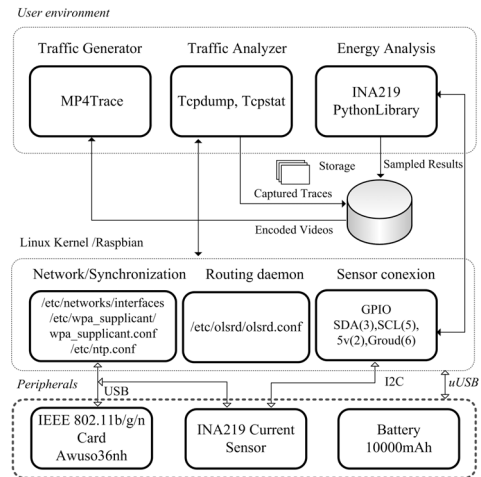 User environment
Traffic Generator
Traffic Analyzer
Energy Analysis
MP4Trace
Tcpdump, Tcpstat
INA219
PythonLibrary
Storage
Sampled Results
Captured Traces
Encoded Videos
Linux Kernel /Raspbian
Network/Synchronization
Routing daemon
Sensor conexion
/etc/networks/interfaces
/etc/wpa_supplicant/
wpa_supplicant.conf
/etc/ntp.conf
/etc/olsrd/olsrd.conf
GPIO
SDA(3),SCL(5),
5v(2),Groud(6)
Peripherals
USB
I2C
uUSB
IEEE 802.11b/g/n
Card
Awuso36nh
INA219 Current
Sensor
Battery
10000mAh